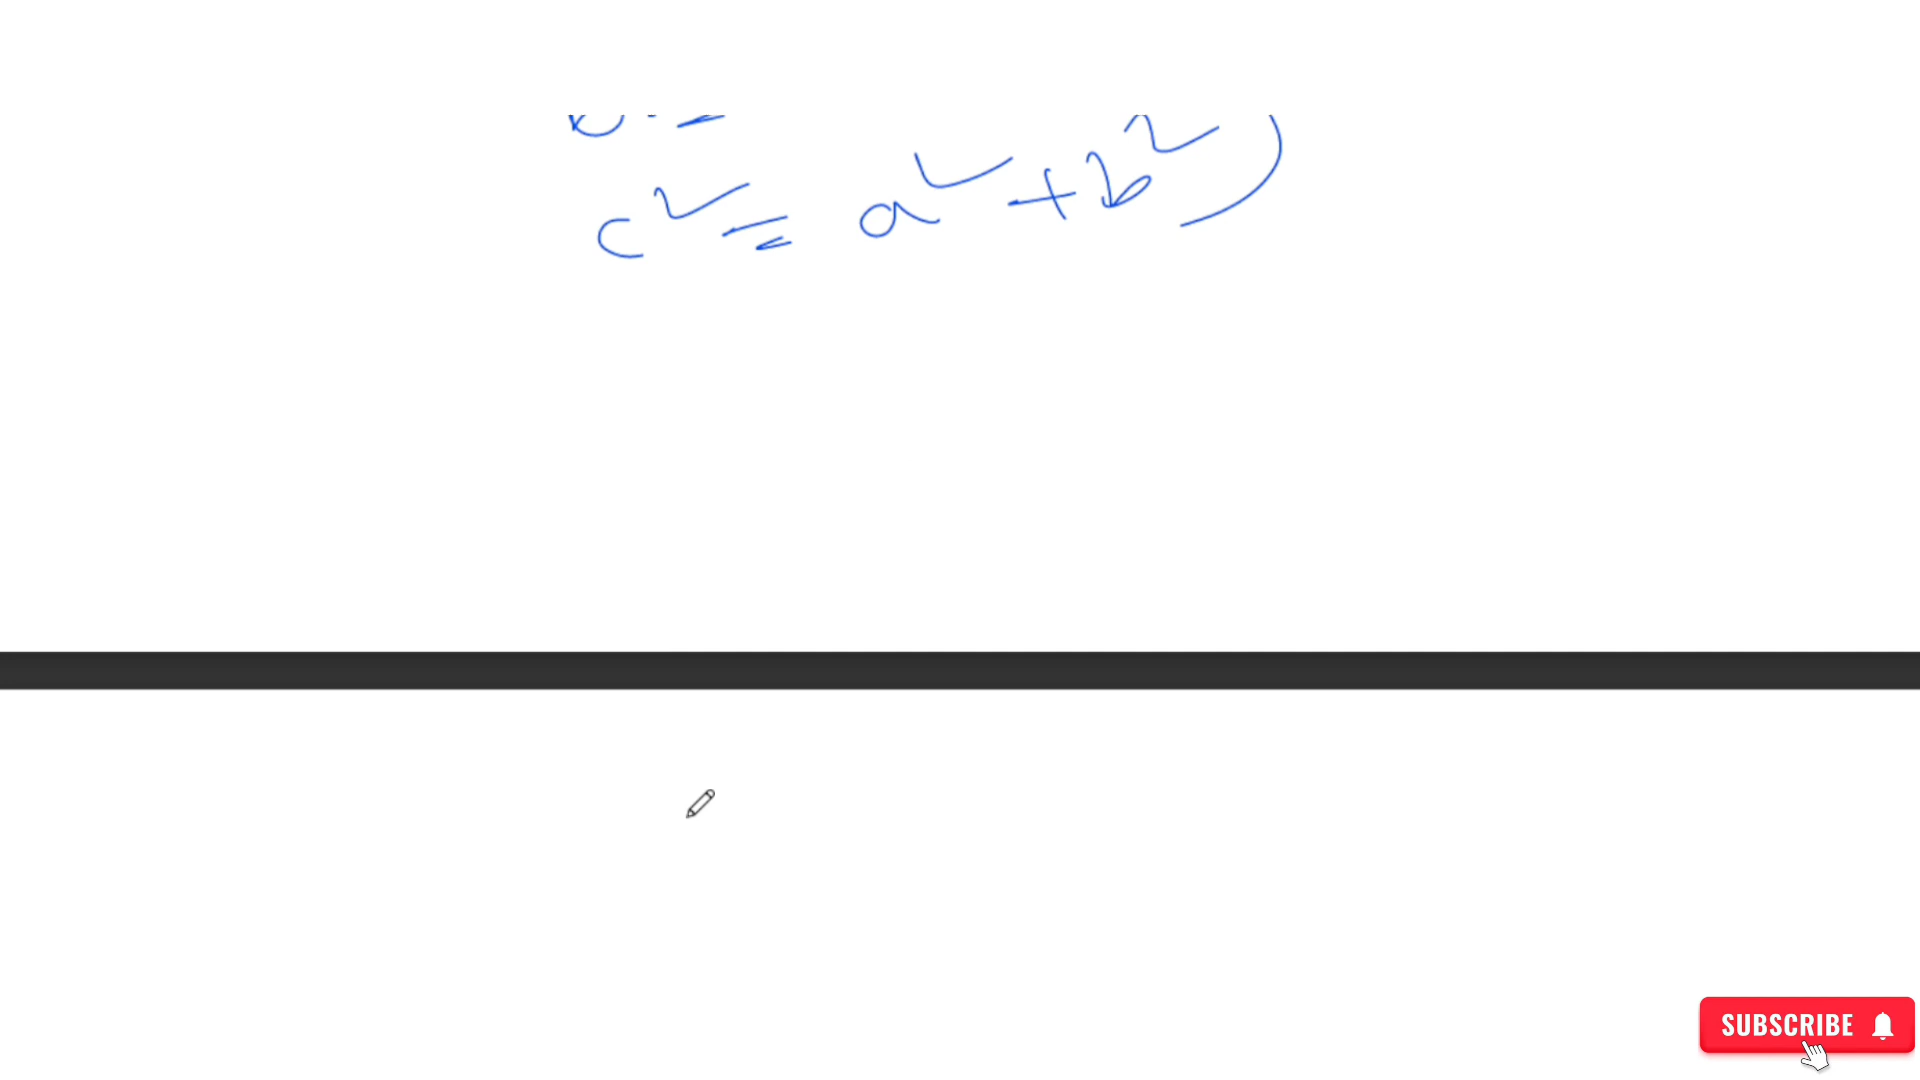 c² = a² + b² )
SUBSCRIBE